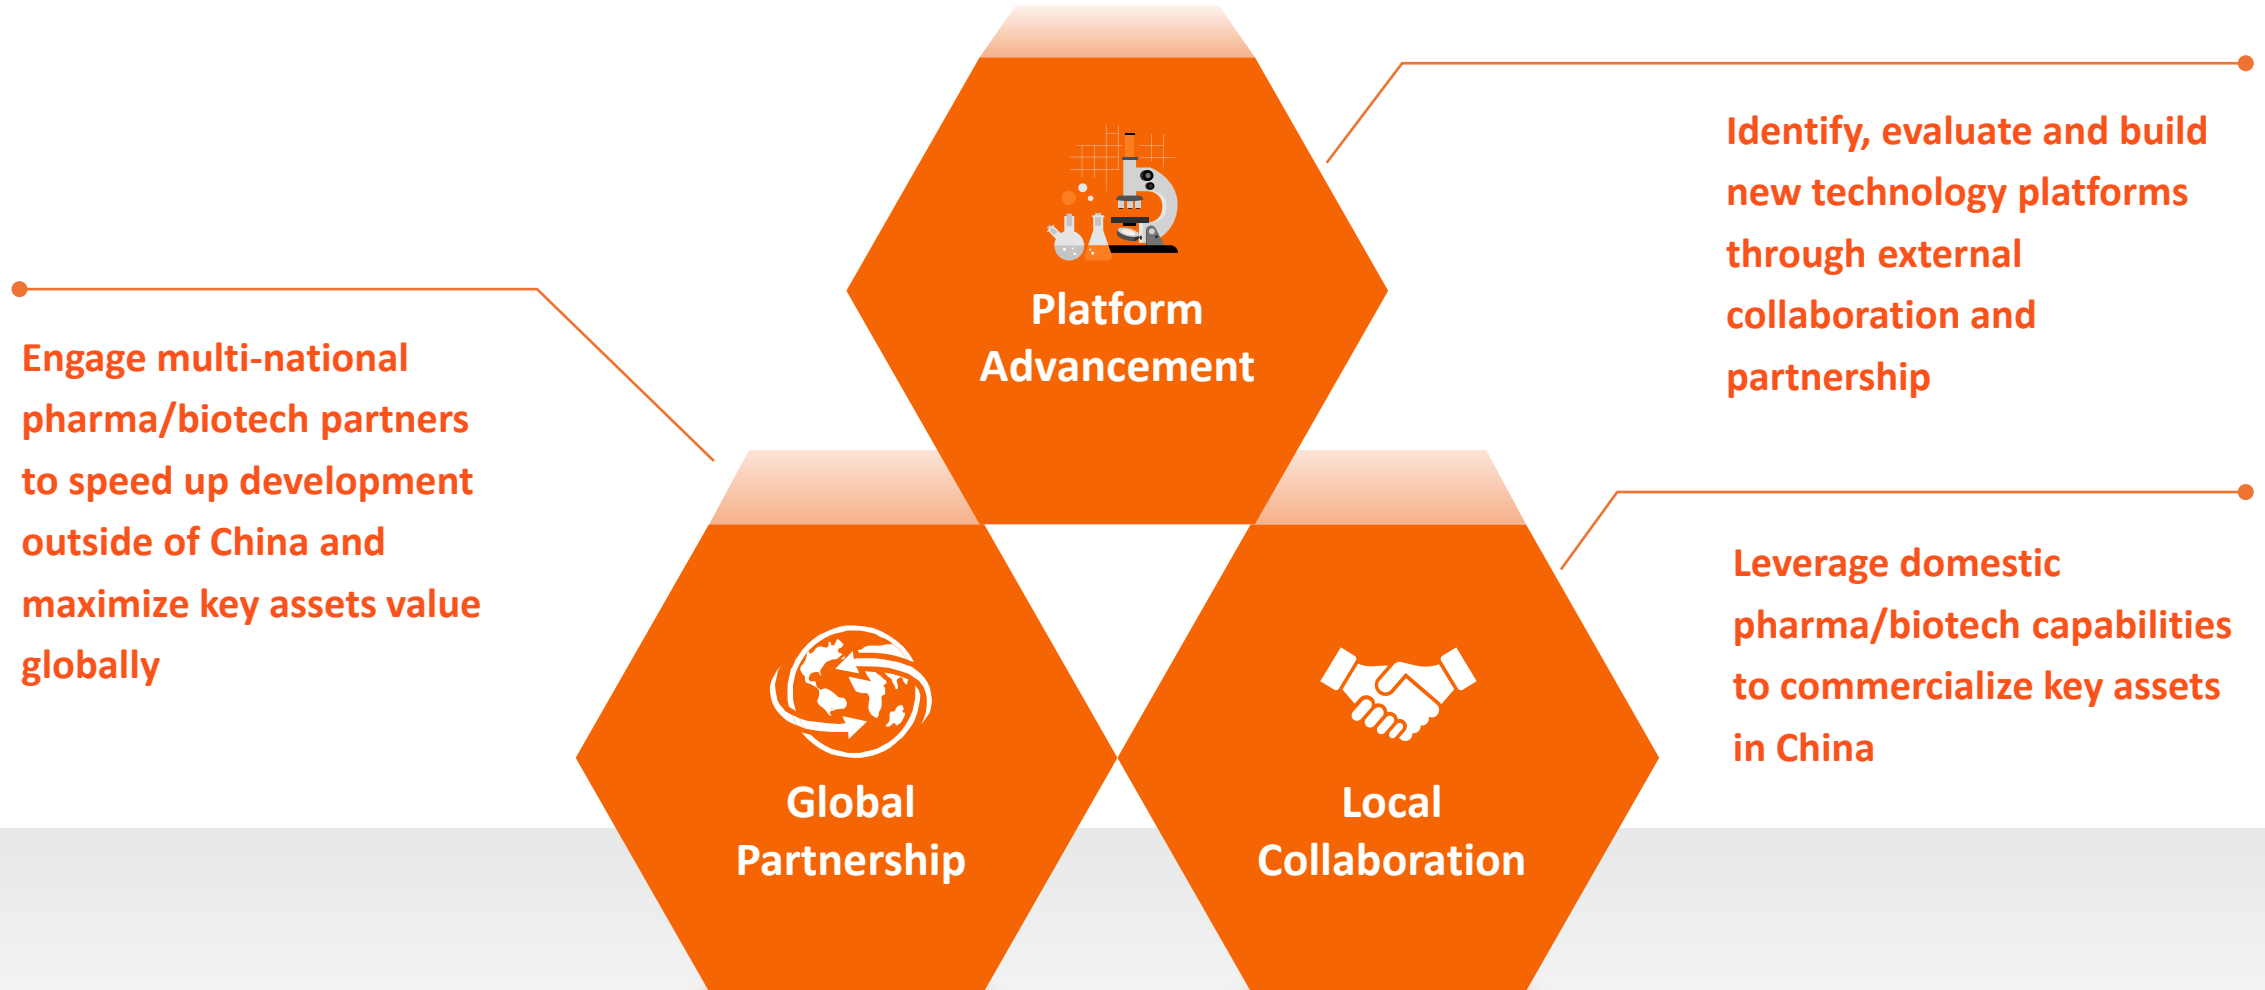 Platform
Advancement
Identify, evaluate and build
new technology platforms
through external
collaboration and
partnership
Engage multi-national
pharma/biotech partners
to speed up development
outside of China and
maximize key assets value
globally
Global
Partnership
Local
Collaboration
Leverage domestic
pharma/biotech capabilities
to commercialize key assets
in China